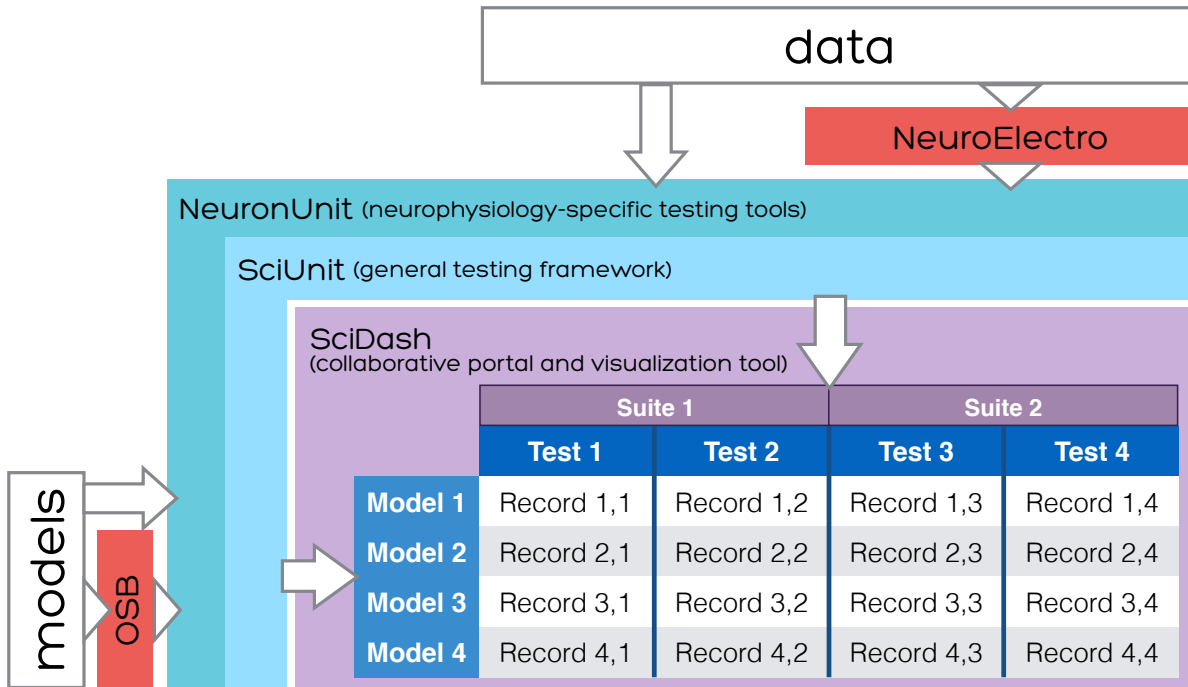 data
NeuroElectro
NeuronUnit (neurophysiology-specific testing tools)
SciUnit (general testing framework)
SciDash
(collaborative portal and visualization tool)
Suite 1 Suite 2
Test 1 Test 2 Test 3 Test 4
Model 1 Record 1,1 Record 1,2 Record 1,3 Record 1,4
Model 2 Record 2,1 Record 2,2 Record 2,3 Record 2,4
Model 3 Record 3,1 Record 3,2 Record 3,3 Record 3,4
Model 4 Record 4,1 Record 4,2 Record 4,3 Record 4,4
models
OSB